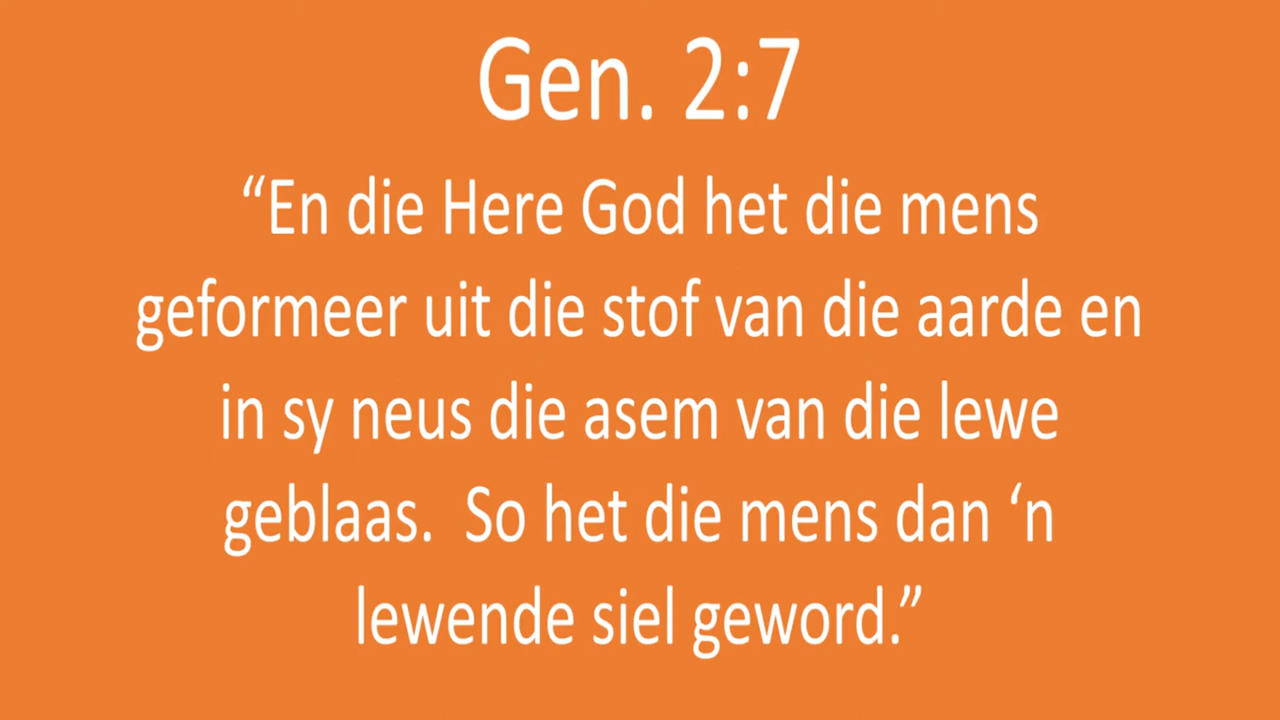 Gen. 2:7
“En die Here God het die mens
geformeer uit die stof van die aarde en
in sy neus die asem van die lewe
geblaas.  So het die mens dan ‘n
lewende siel geword.”